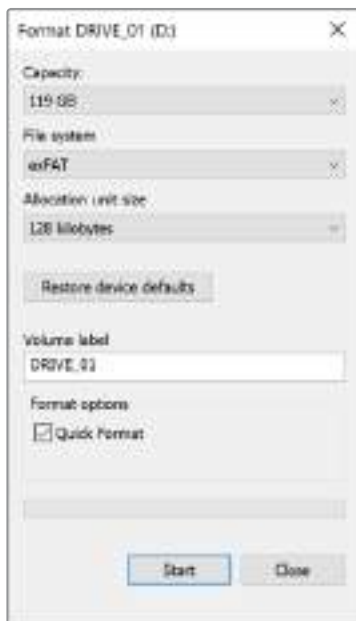 Format DRIVE_01 (D:)
Capacity:
119 GB
File system
exFAT
Allocation unit size
128 kilobytes
Restore device defaults
Volume label
DRIVE_01
Format options
Quick Format
Start
Close